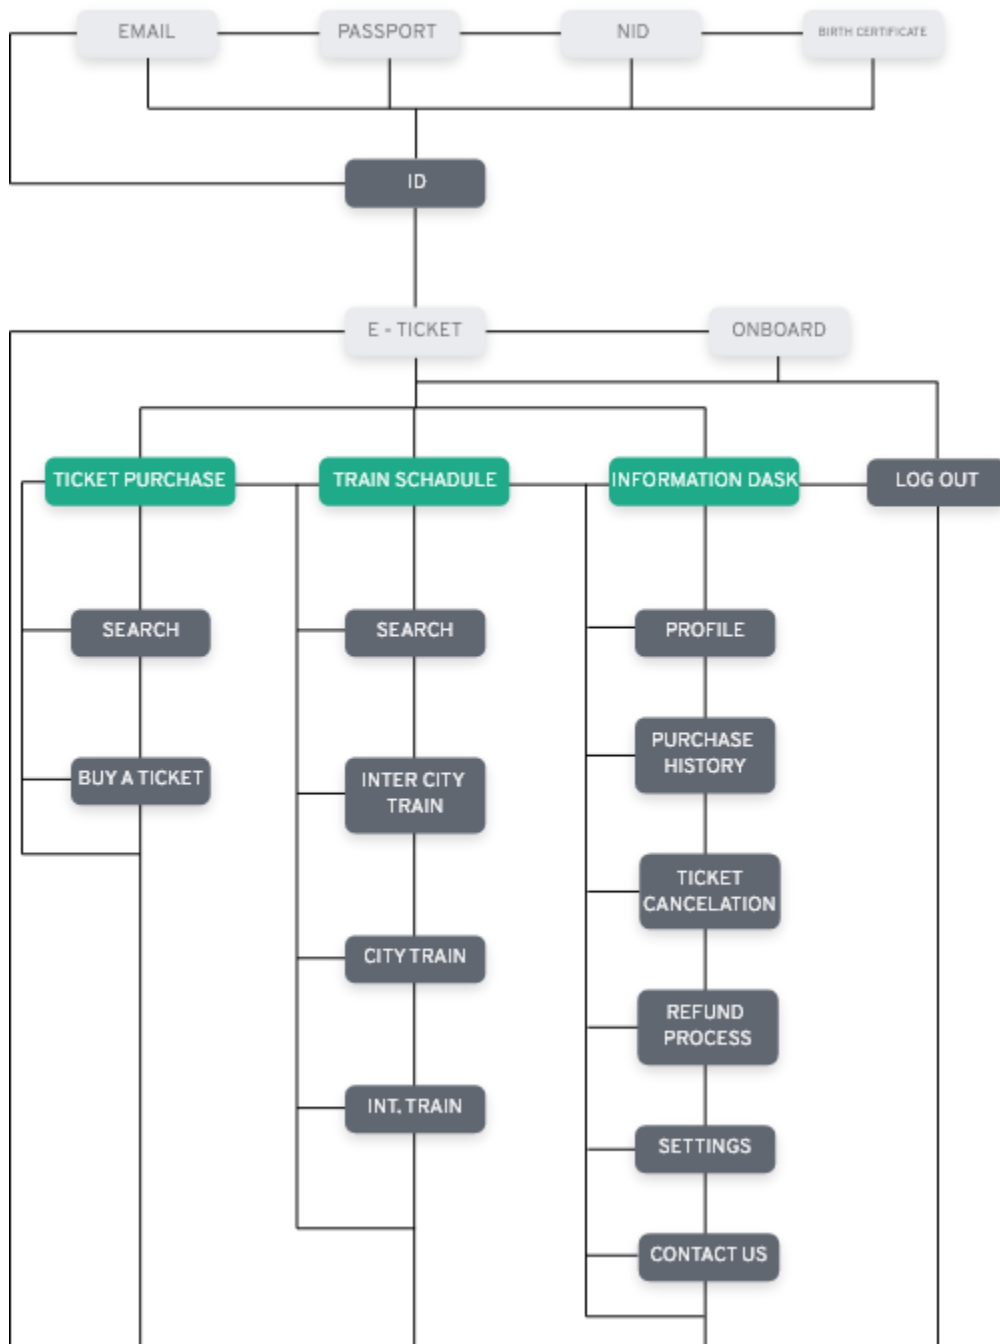 EMAIL
PASSPORT
NID
BIRTH CERTIFICATE
ID
E - TICKET
ONBOARD
TICKET PURCHASE
TRAIN SCHADULE
INFORMATION DASK
LOG OUT
SEARCH
BUY A TICKET
SEARCH
INTER CITY
TRAIN
CITY TRAIN
INT. TRAIN
PROFILE
PURCHASE
HISTORY
TICKET
CANCELATION
REFUND
PROCESS
SETTINGS
CONTACT US